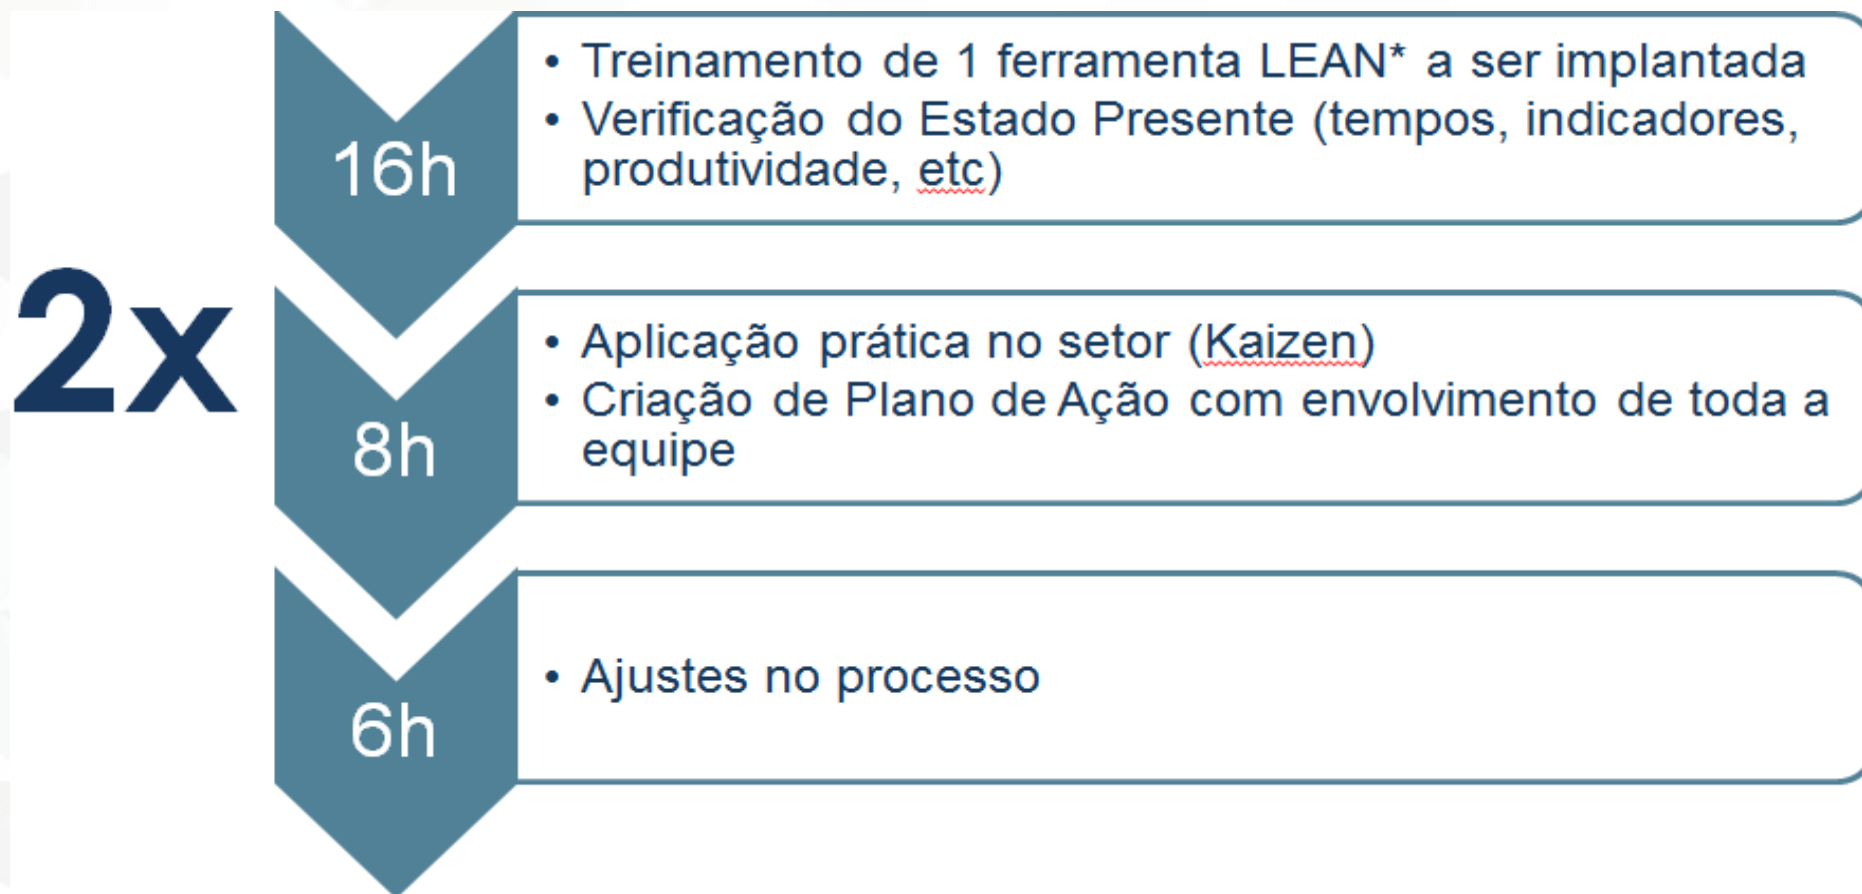 2x
16h
• Treinamento de 1 ferramenta LEAN* a ser implantada
• Verificação do Estado Presente (tempos, indicadores,
produtividade, etc)
8h
• Aplicação prática no setor (Kaizen)
• Criação de Plano de Ação com envolvimento de toda a
equipe
6h
• Ajustes no processo